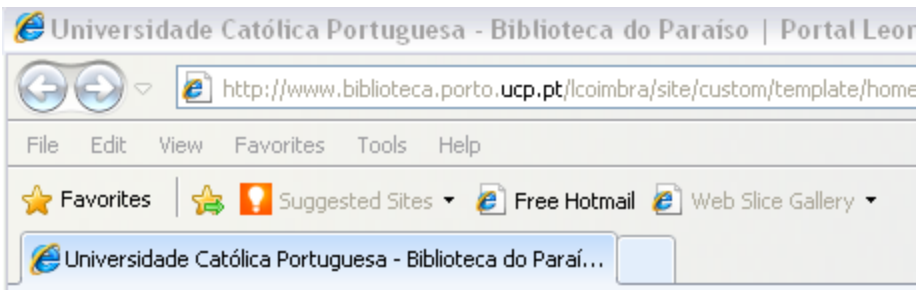 Universidade Católica Portuguesa - Biblioteca do Paraíso | Portal Leor
http://www.biblioteca.porto.ucp.pt/lcoimbra/site/custom/template/home
File Edit View Favorites Tools Help
Favorites Suggested Sites Free Hotmail Web Slice Gallery
Universidade Católica Portuguesa - Biblioteca do Paraí...